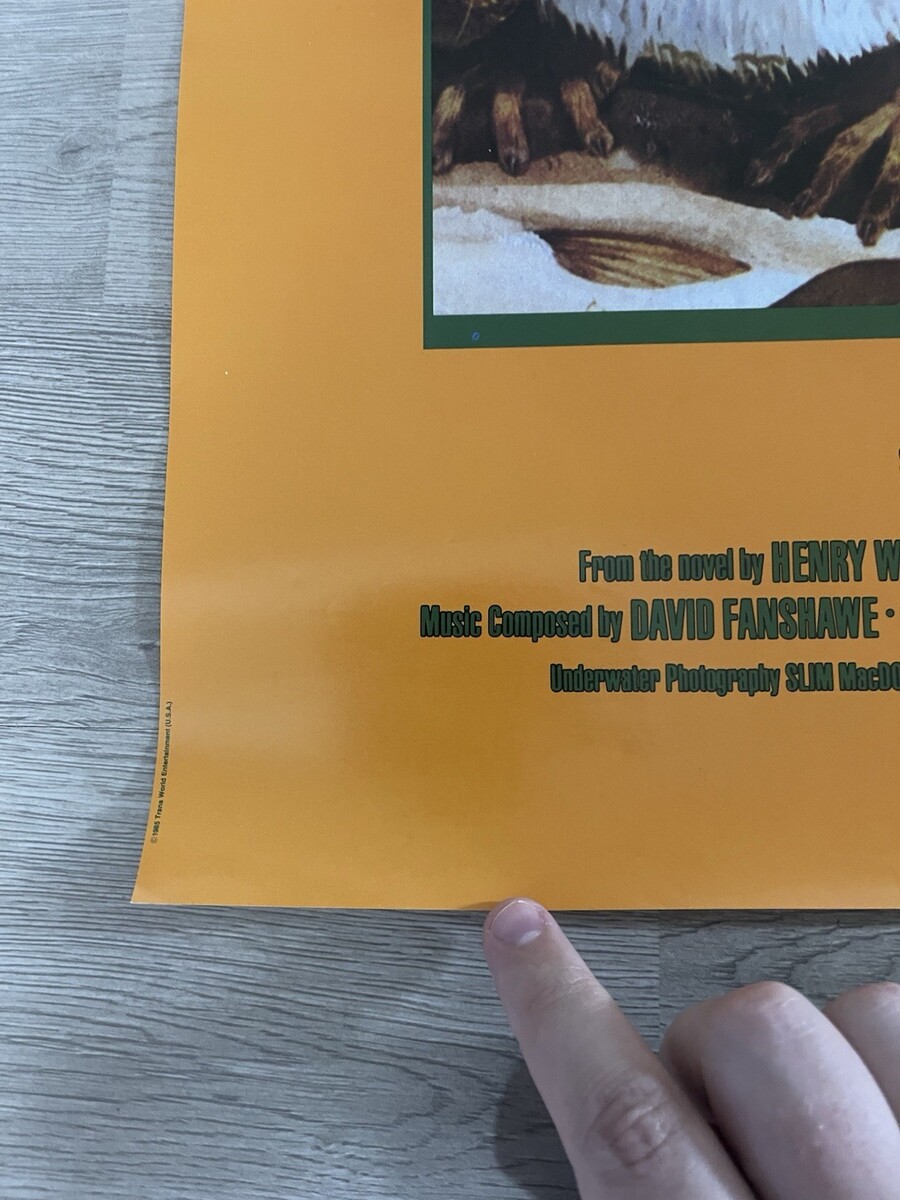 From the novel by HENRY W
Music Composed by DAVID FANSHAWE •
Underwater Photography SLIM MacDO
©1985 Trans World Entertainment (U.S.A.)